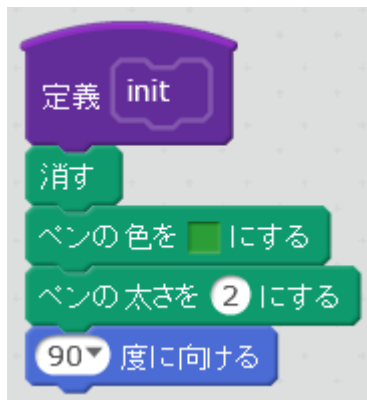 定義 init
消す
ペンの色を にする
ペンの太さを 2 にする
90▼ 度に向ける